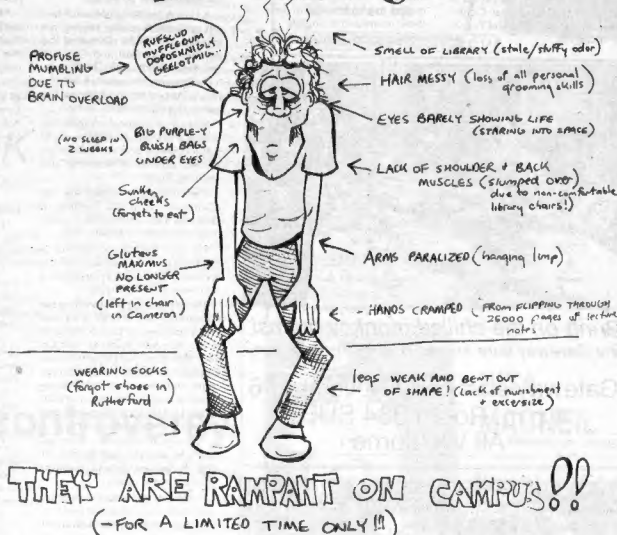 PROFUSE
MUMBLING
DUE TO
BRAIN OVERLOAD
RUFSLUD
MUFFLEDUM
DOPOSKNIDLY
GERLOTMIG...
SMELL OF LIBRARY (stale/stuffy odor)
HAIR MESSY (loss of all personal
grooming skills)
EYES BARELY SHOWING LIFE
(STARING INTO SPACE)
(NO SLEEP IN
2 WEEKS)
BIG PURPLE-Y
BLUISH BAGS
UNDER EYES
LACK OF SHOULDER + BACK
MUSCLES (slumped over)
due to non-comfortable
library chairs!)
Sunken
cheeks
(forgets to eat)
Gluteus
MAXIMUS
NO LONGER
PRESENT
(left in chair
in Cameron)
ARMS PARALIZED (hanging limp)
- HANDS CRAMPED (FROM FLIPPING THROUGH
26000 pages of lecture
notes)
WEARING SOCKS
(forgot shoes in
Rutherford)
legs WEAK AND BENT OUT
OF SHAPE! (lack of nurishment
+ excersize)
THEY ARE RAMPANT ON CAMPUS!!
(-FOR A LIMITED TIME ONLY!!!)